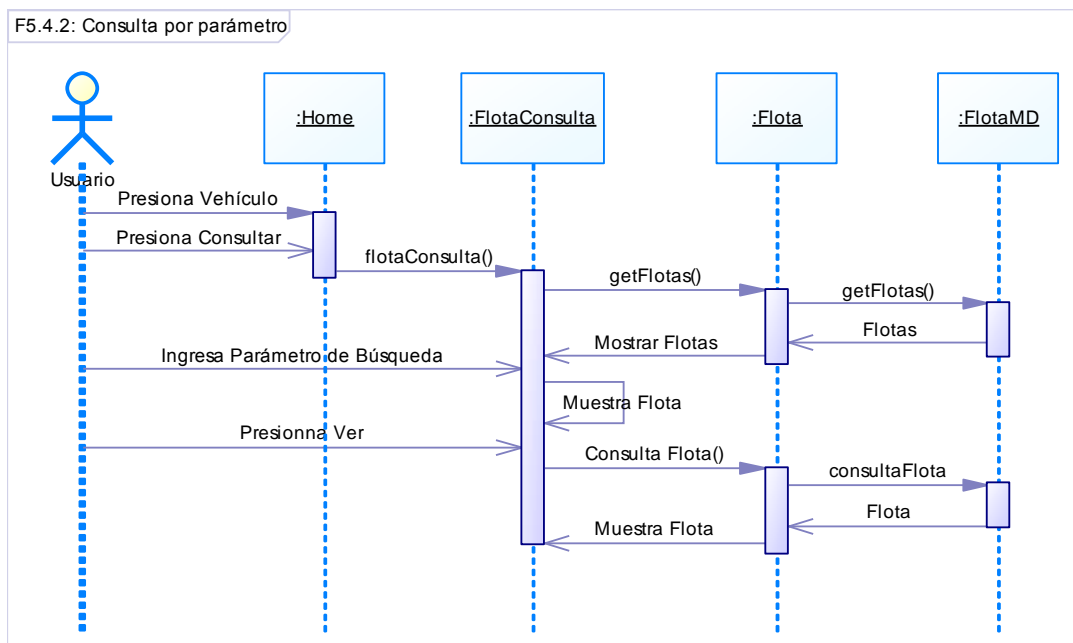 F5.4.2: Consulta por parámetro
:Home
:FlotaConsulta
:Flota
:FlotaMD
Usuario
Presiona Vehículo
Presiona Consultar
flotaConsulta()
getFlotas()
getFlotas()
Flotas
Mostrar Flotas
Ingresa Parámetro de Búsqueda
Muestra Flota
Presionna Ver
Consulta Flota()
consultaFlota
Flota
Muestra Flota